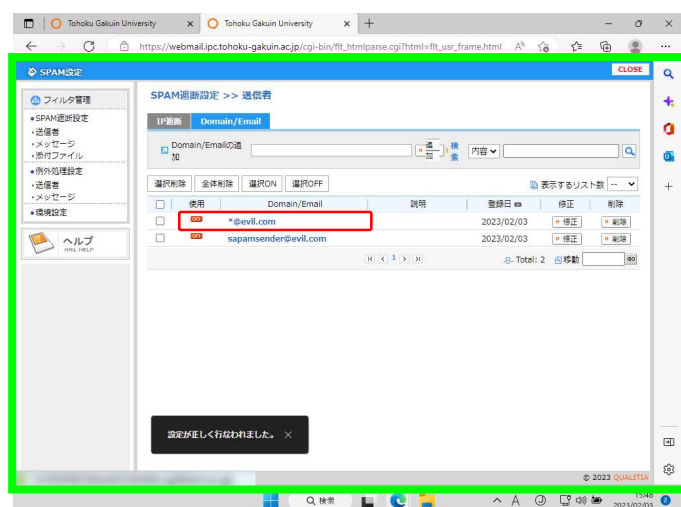 Tohoku Gakuin University
Tohoku Gakuin University
https://webmail.ipc.tohoku-gakuin.ac.jp/cgi-bin/flt_htmlparse.cgi?html=flt_usr_frame.html
SPAM設定
CLOSE
フィルタ管理
SPAM遮断設定
送信者
メッセージ
添付ファイル
例外処理設定
送信者
メッセージ
環境設定
ヘルプ
MAIL HELP
SPAM遮断設定 >> 送信者
IP遮断 Domain/Email
Domain/Emailの追加
追加 検索 内容
選択削除 全体削除 選択ON 選択OFF 表示するリスト数 --
使用 Domain/Email 説明 登録日 修正 削除
on *@evil.com 2023/02/03 修正 削除
on sapamsender@evil.com 2023/02/03 修正 削除
1 Total: 2 移動 GO
設定が正しく行なわれました。
© 2023 QUALITIA
検索
A
15:48
2023/02/03
2